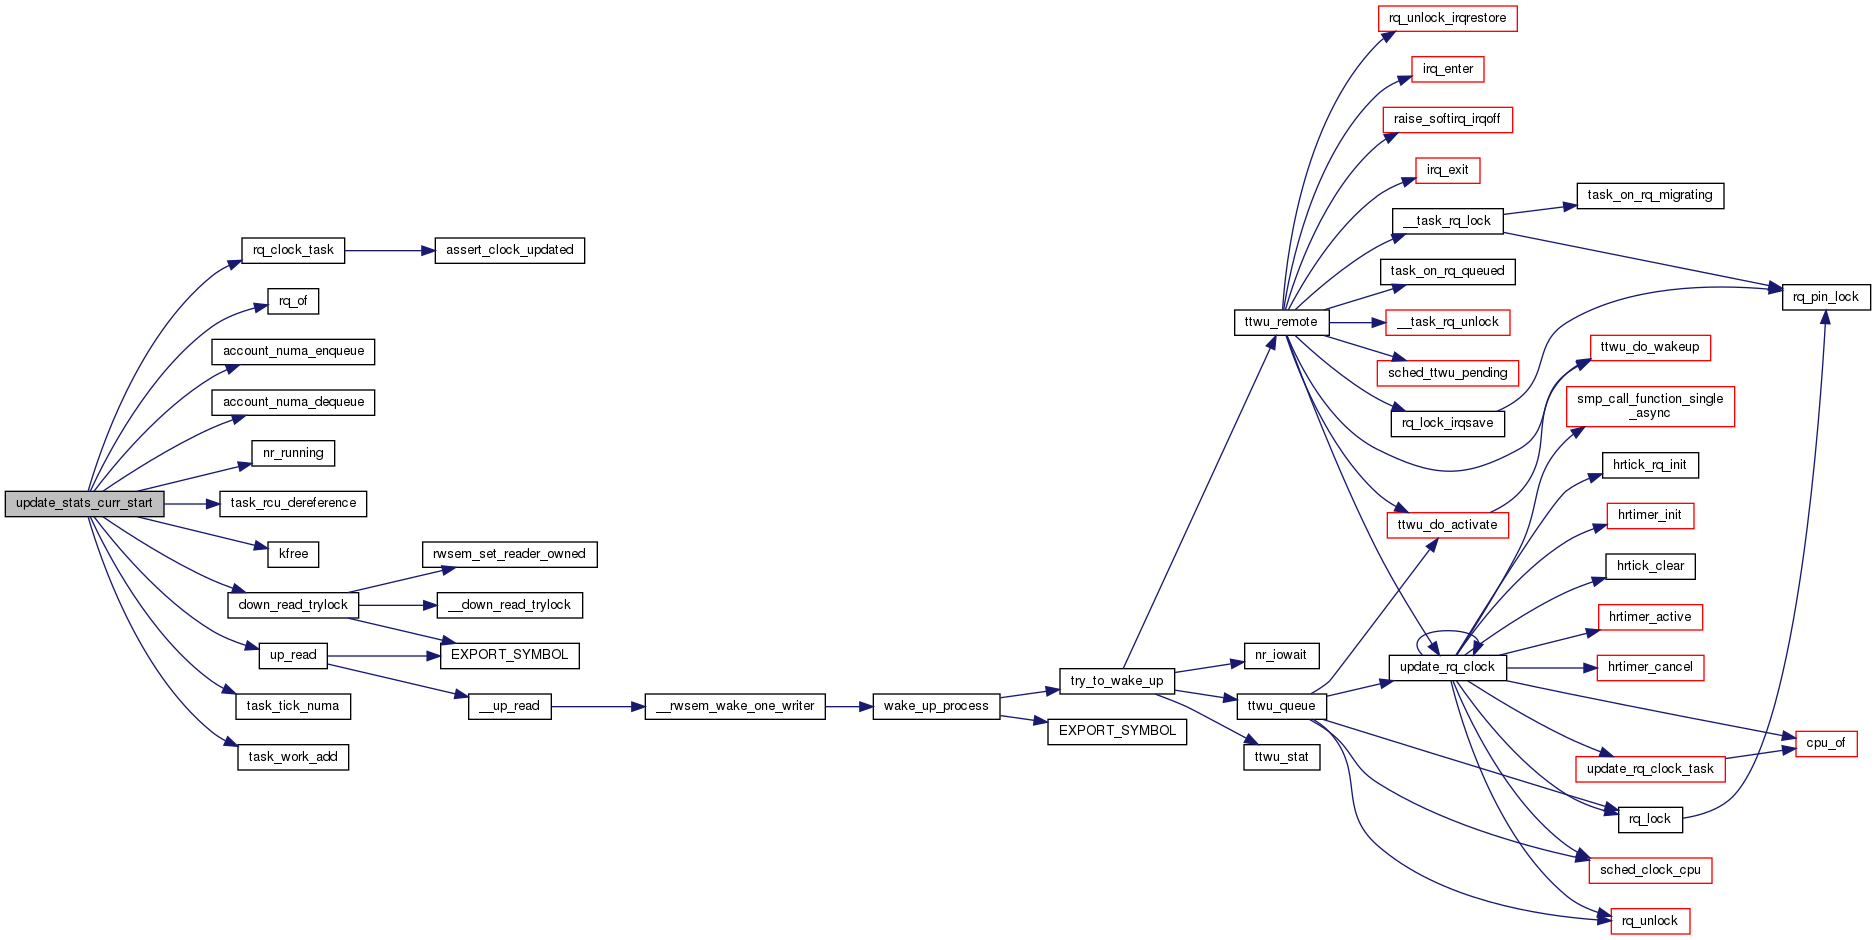 update_stats_curr_start
rq_clock_task
rq_of
account_numa_enqueue
account_numa_dequeue
nr_running
task_rcu_dereference
kfree
down_read_trylock
up_read
task_tick_numa
task_work_add
assert_clock_updated
rwsem_set_reader_owned
__down_read_trylock
EXPORT_SYMBOL
__up_read
__rwsem_wake_one_writer
wake_up_process
try_to_wake_up
EXPORT_SYMBOL
ttwu_remote
nr_iowait
ttwu_queue
ttwu_stat
rq_unlock_irqrestore
irq_enter
raise_softirq_irqoff
irq_exit
__task_rq_lock
task_on_rq_queued
__task_rq_unlock
sched_ttwu_pending
rq_lock_irqsave
ttwu_do_activate
update_rq_clock
task_on_rq_migrating
rq_pin_lock
ttwu_do_wakeup
smp_call_function_single
_async
hrtick_rq_init
hrtimer_init
hrtick_clear
hrtimer_active
hrtimer_cancel
cpu_of
update_rq_clock_task
rq_lock
sched_clock_cpu
rq_unlock